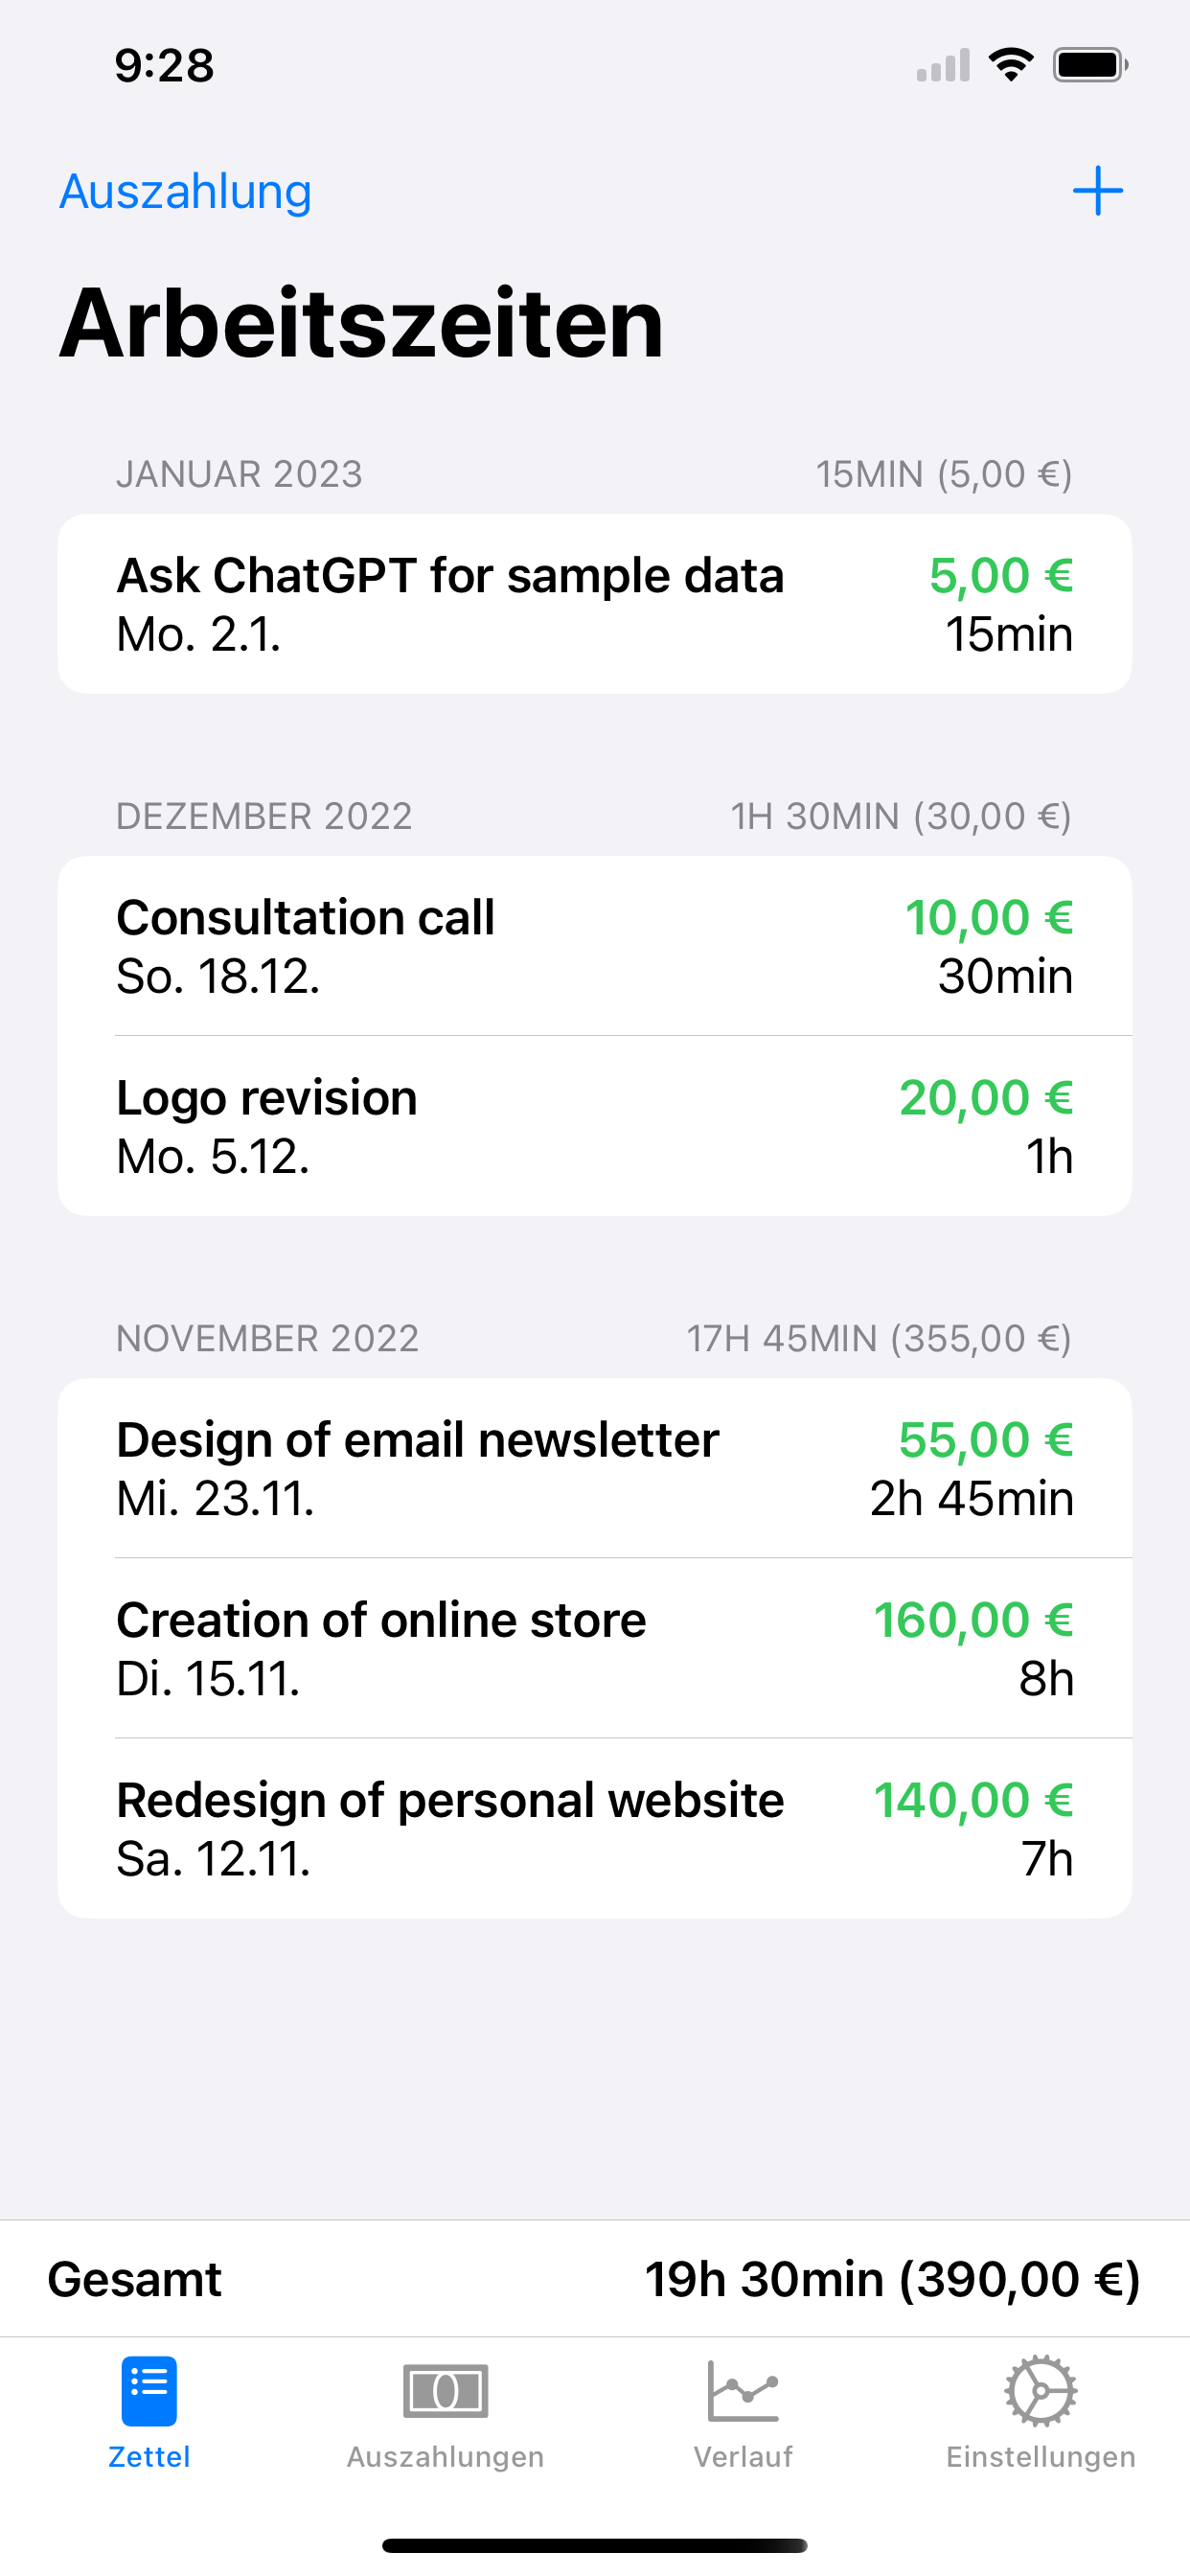 9:28
Auszahlung
Arbeitszeiten
JANUAR 2023 15MIN (5,00 €)
Ask ChatGPT for sample data 5,00 €
Mo. 2.1. 15min
DEZEMBER 2022 1H 30MIN (30,00 €)
Consultation call 10,00 €
So. 18.12. 30min
Logo revision 20,00 €
Mo. 5.12. 1h
NOVEMBER 2022 17H 45MIN (355,00 €)
Design of email newsletter 55,00 €
Mi. 23.11. 2h 45min
Creation of online store 160,00 €
Di. 15.11. 8h
Redesign of personal website 140,00 €
Sa. 12.11. 7h
Gesamt 19h 30min (390,00 €)
Zettel Auszahlungen Verlauf Einstellungen